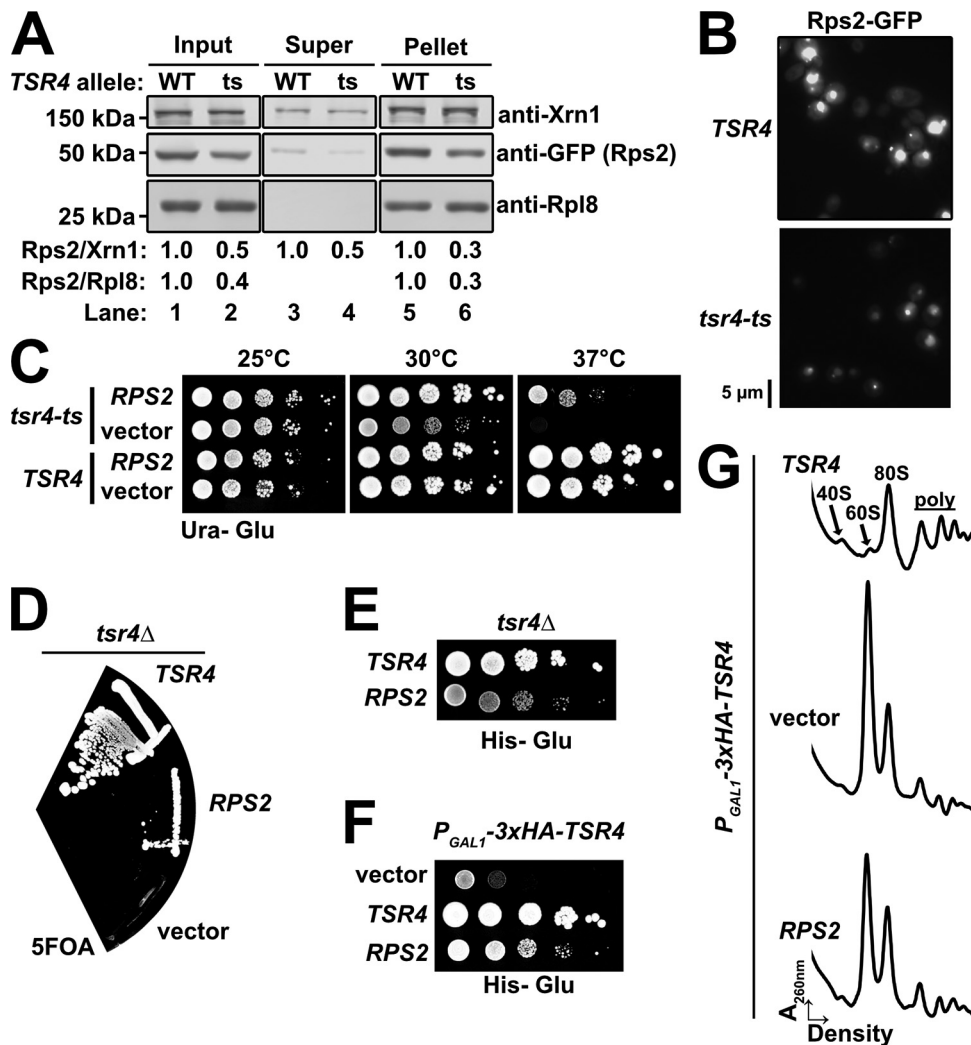 A
Input Super Pellet
TSR4 allele: WT ts WT ts WT ts
150 kDa anti-Xrn1
50 kDa anti-GFP (Rps2)
25 kDa anti-Rpl8
Rps2/Xrn1: 1.0 0.5 1.0 0.5 1.0 0.3
Rps2/Rpl8: 1.0 0.4 1.0 0.3
Lane: 1 2 3 4 5 6
B
Rps2-GFP
TSR4
tsr4-ts
5 µm
C
25°C 30°C 37°C
tsr4-ts
RPS2
vector
TSR4
RPS2
vector
Ura- Glu
D
tsr4Δ
TSR4
RPS2
vector
5FOA
E
tsr4Δ
TSR4
RPS2
His- Glu
F
PGAL1-3xHA-TSR4
vector
TSR4
RPS2
His- Glu
G
TSR4
40S
60S
80S
poly
PGAL1-3xHA-TSR4
vector
RPS2
A260nm
Density